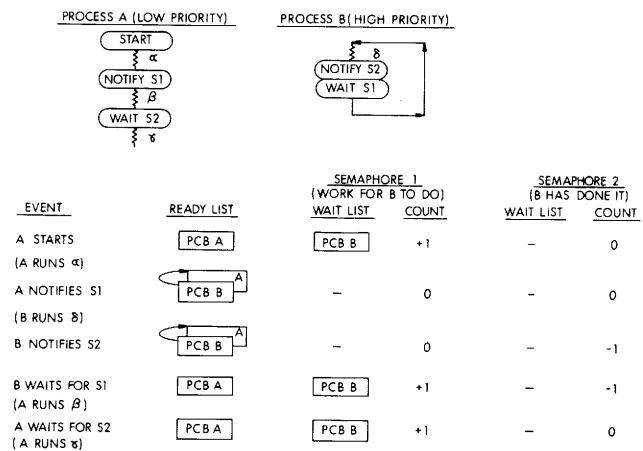 PROCESS A (LOW PRIORITY) PROCESS B (HIGH PRIORITY)
START
α
NOTIFY S1
β
WAIT S2
γ
δ
NOTIFY S2
WAIT S1
SEMAPHORE 1 SEMAPHORE 2
(WORK FOR B TO DO) (B HAS DONE IT)
EVENT READY LIST WAIT LIST COUNT WAIT LIST COUNT
A STARTS PCB A PCB B +1 – 0
(A RUNS α)
A NOTIFIES S1 A PCB B – 0 – 0
(B RUNS δ)
B NOTIFIES S2 A PCB B – 0 – -1
B WAITS FOR S1 PCB A PCB B +1 – -1
(A RUNS β)
A WAITS FOR S2 PCB A PCB B +1 – 0
(A RUNS γ)